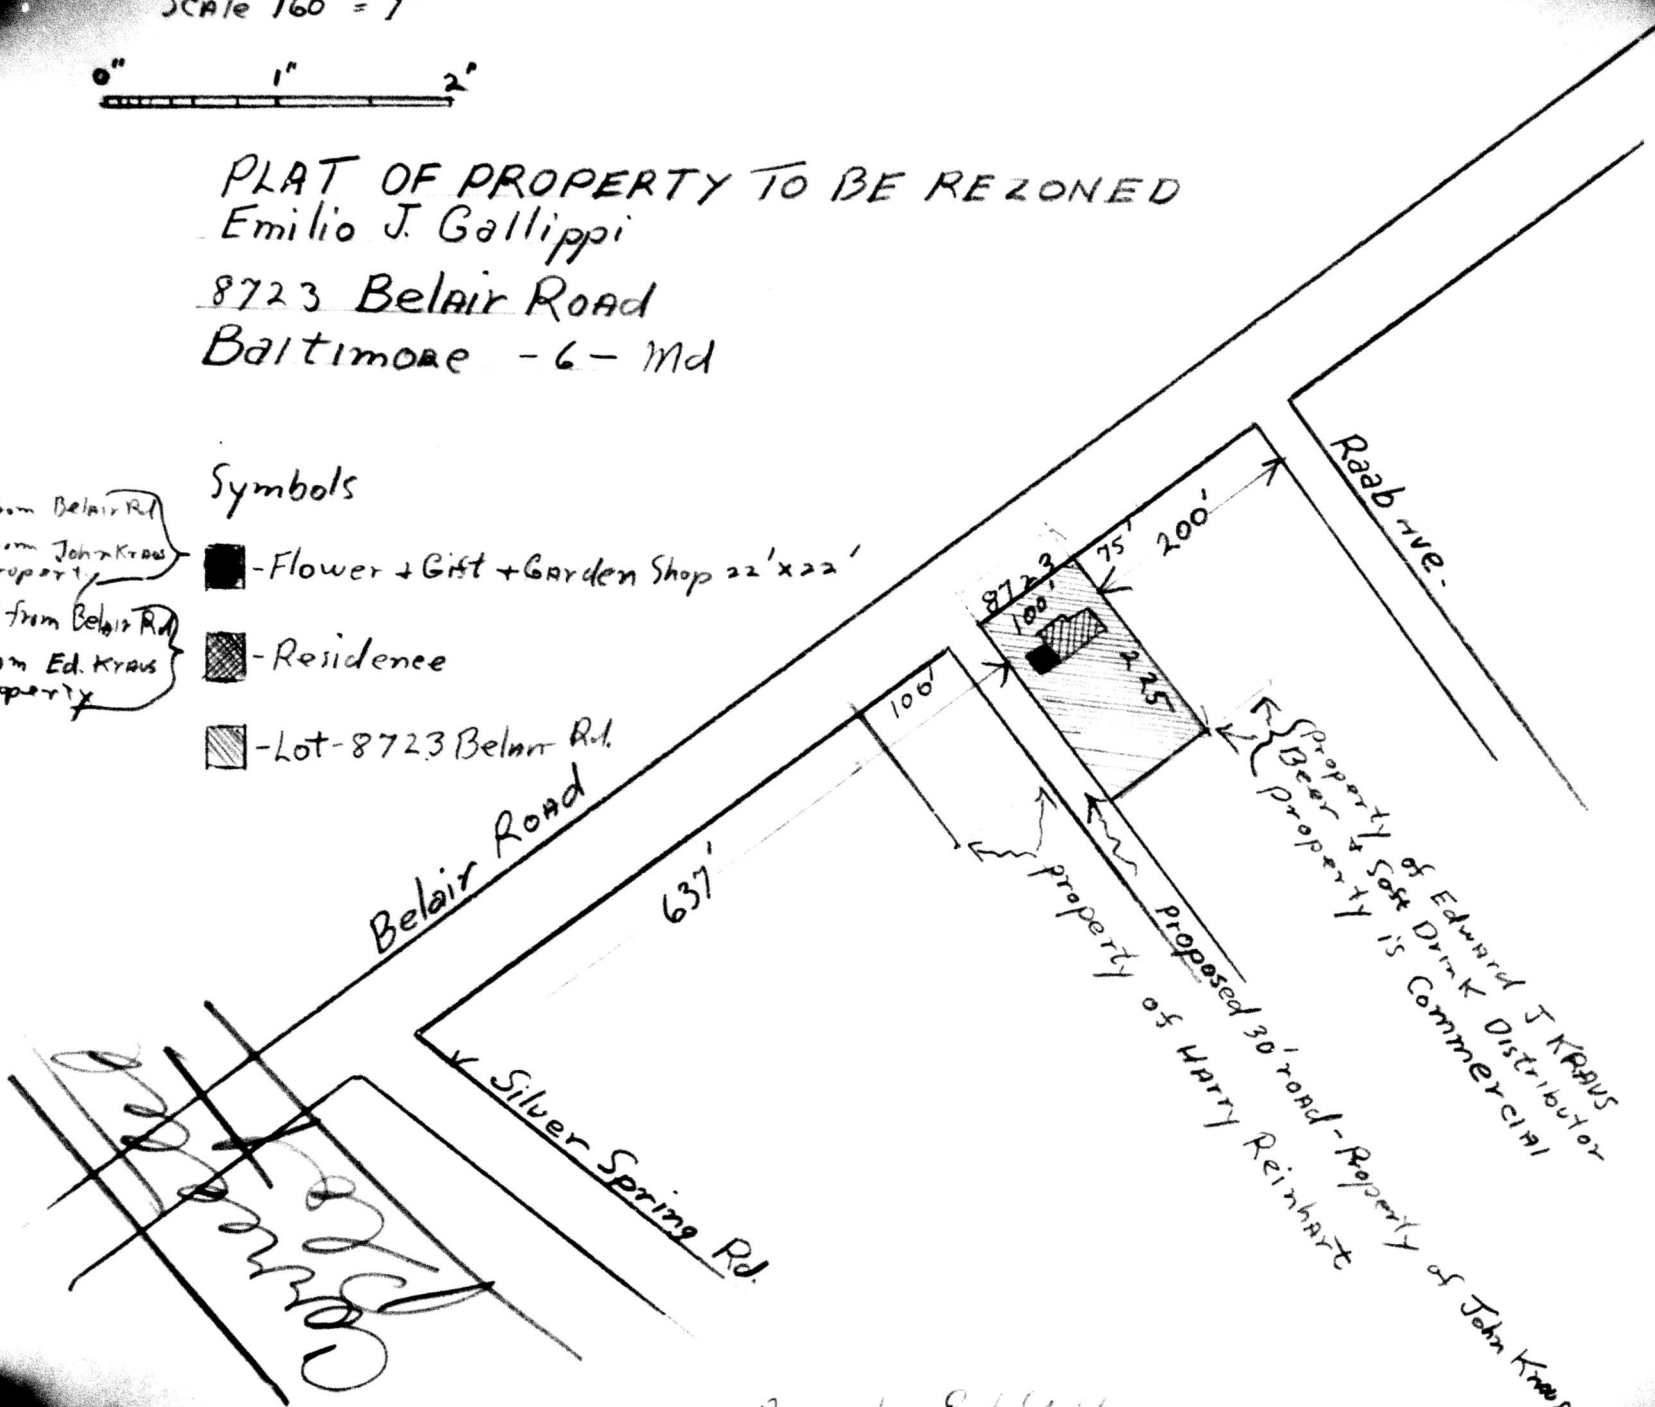 SCALE 160 = 1
0" 1" 2"
PLAT OF PROPERTY TO BE REZONED
Emilio J. Gallippi
8723 Belair Road
Baltimore - 6 - Md
Symbols
from Belair Rd
from John Kraus
property
from Belair Rd
from Ed. Kraus
property
- Flower + Gift + Garden Shop 22' x 22'
- Residence
- Lot - 8723 Belair Rd.
Belair Road
Raab Ave.
200'
75'
8723
100'
225'
100'
637'
Silver Spring Rd.
Property of Edward J KRAUS
Beer & Soft Drink Distributor
property is Commercial
Proposed 30' road - Property of John Kraus
property of Harry Reinhart